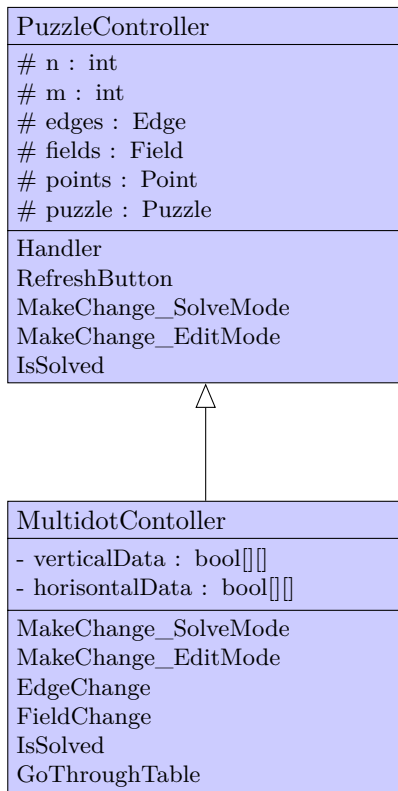 PuzzleController
# n : int
# m : int
# edges : Edge
# fields : Field
# points : Point
# puzzle : Puzzle
Handler
RefreshButton
MakeChange_SolveMode
MakeChange_EditMode
IsSolved
MultidotContoller
- verticalData : bool[][]
- horisontalData : bool[][]
MakeChange_SolveMode
MakeChange_EditMode
EdgeChange
FieldChange
IsSolved
GoThroughTable